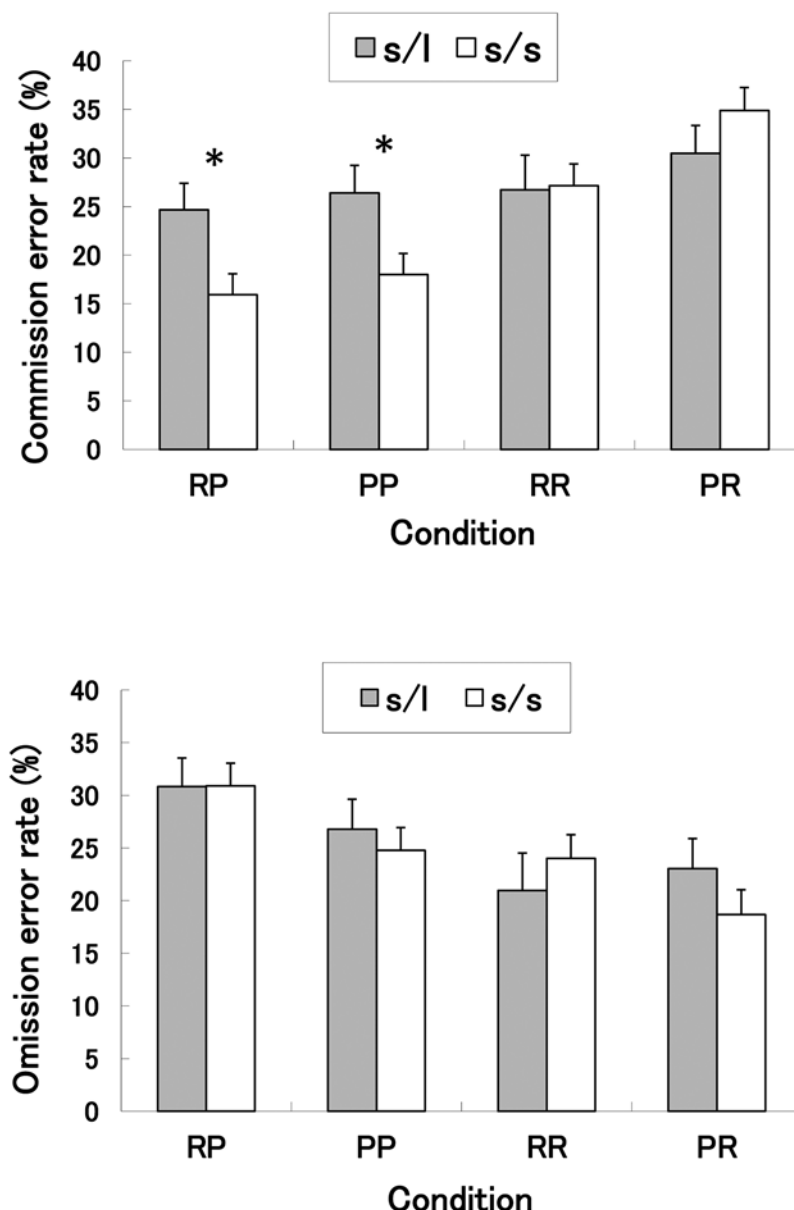 s/l s/s
Commission error rate (%)
40
35
30
25
20
15
10
5
0
* *
RP PP RR PR
Condition
s/l s/s
Omission error rate (%)
40
35
30
25
20
15
10
5
0
RP PP RR PR
Condition